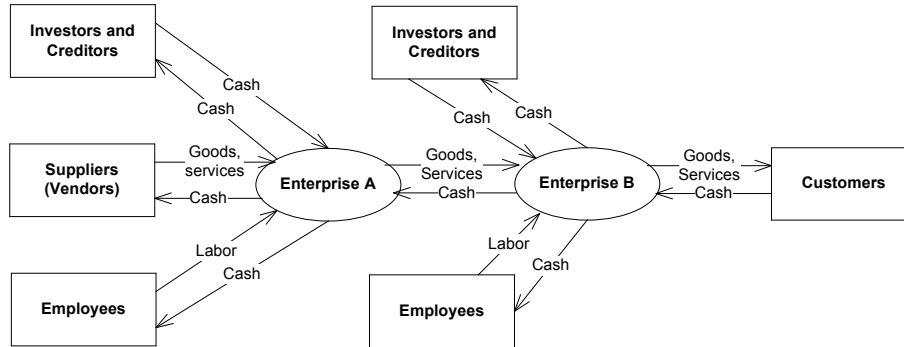 Investors and
Creditors
Investors and
Creditors
Cash
Cash
Cash
Cash
Suppliers
(Vendors)
Goods,
services
Cash
Enterprise A
Goods,
Services
Cash
Enterprise B
Goods,
Services
Cash
Customers
Labor
Cash
Labor
Cash
Employees
Employees